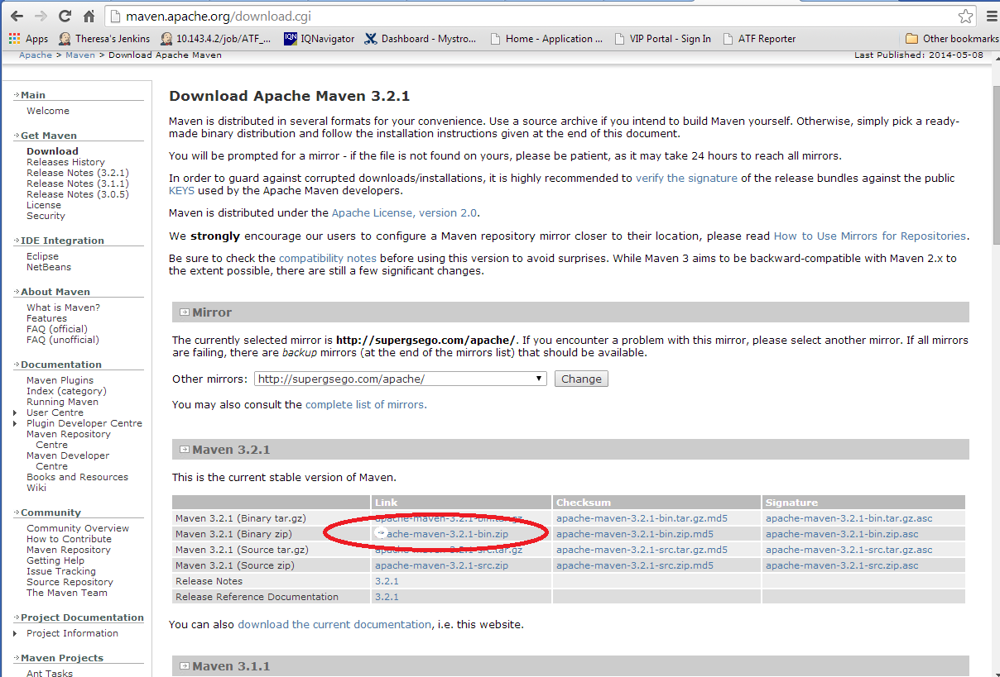 maven.apache.org/download.cgi
Apps Theresa's Jenkins 10.143.4.2/job/ATF_... IQN IQNavigator Dashboard - Mystro... Home - Application ... VIP Portal - Sign In ATF Reporter Other bookmarks
Apache > Maven > Download Apache Maven Last Published: 2014-05-08
Main
Welcome
Get Maven
Download
Releases History
Release Notes (3.2.1)
Release Notes (3.1.1)
Release Notes (3.0.5)
License
Security
IDE Integration
Eclipse
NetBeans
About Maven
What is Maven?
Features
FAQ (official)
FAQ (unofficial)
Documentation
Maven Plugins
Index (category)
Running Maven
User Centre
Plugin Developer Centre
Maven Repository
Centre
Maven Developer
Centre
Books and Resources
Wiki
Community
Community Overview
How to Contribute
Maven Repository
Getting Help
Issue Tracking
Source Repository
The Maven Team
Project Documentation
Project Information
Maven Projects
Ant Tasks
Download Apache Maven 3.2.1
Maven is distributed in several formats for your convenience. Use a source archive if you intend to build Maven yourself. Otherwise, simply pick a ready-
made binary distribution and follow the installation instructions given at the end of this document.
You will be prompted for a mirror - if the file is not found on yours, please be patient, as it may take 24 hours to reach all mirrors.
In order to guard against corrupted downloads/installations, it is highly recommended to verify the signature of the release bundles against the public
KEYS used by the Apache Maven developers.
Maven is distributed under the Apache License, version 2.0.
We strongly encourage our users to configure a Maven repository mirror closer to their location, please read How to Use Mirrors for Repositories.
Be sure to check the compatibility notes before using this version to avoid surprises. While Maven 3 aims to be backward-compatible with Maven 2.x to
the extent possible, there are still a few significant changes.
Mirror
The currently selected mirror is http://supergsego.com/apache/. If you encounter a problem with this mirror, please select another mirror. If all mirrors
are failing, there are backup mirrors (at the end of the mirrors list) that should be available.
Other mirrors: http://supergsego.com/apache/ Change
You may also consult the complete list of mirrors.
Maven 3.2.1
This is the current stable version of Maven.
Link Checksum Signature
Maven 3.2.1 (Binary tar.gz) apache-maven-3.2.1-bin.tar.gz apache-maven-3.2.1-bin.tar.gz.md5 apache-maven-3.2.1-bin.tar.gz.asc
Maven 3.2.1 (Binary zip) ache-maven-3.2.1-bin.zip apache-maven-3.2.1-bin.zip.md5 apache-maven-3.2.1-bin.zip.asc
Maven 3.2.1 (Source tar.gz) apache-maven-3.2.1-src.tar.gz apache-maven-3.2.1-src.tar.gz.md5 apache-maven-3.2.1-src.tar.gz.asc
Maven 3.2.1 (Source zip) apache-maven-3.2.1-src.zip apache-maven-3.2.1-src.zip.md5 apache-maven-3.2.1-src.zip.asc
Release Notes 3.2.1
Release Reference Documentation 3.2.1
You can also download the current documentation, i.e. this website.
Maven 3.1.1